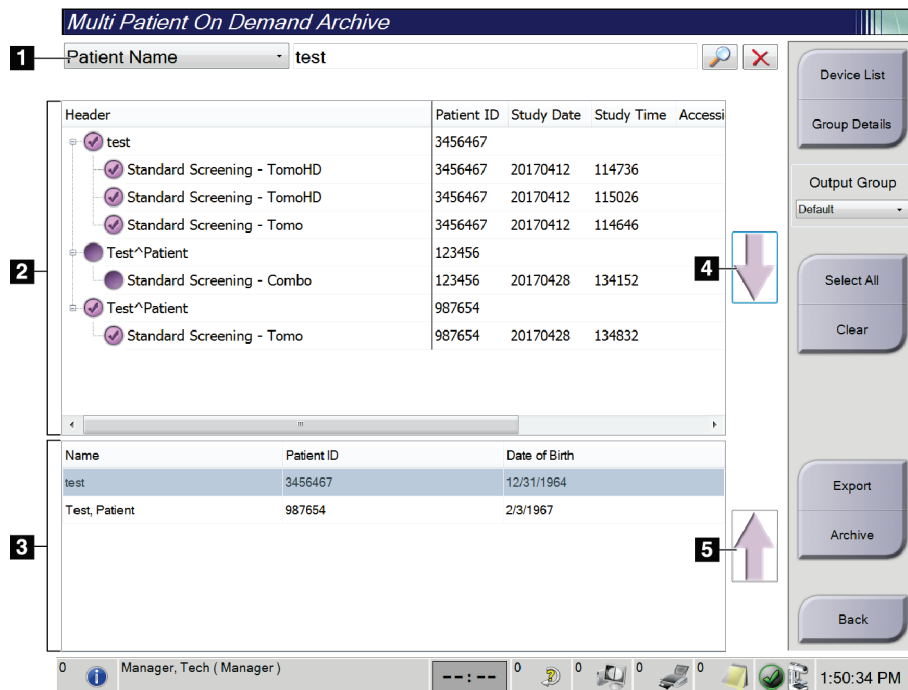 Multi Patient On Demand Archive
1 Patient Name test
Device List
Group Details
Output Group
Default
Select All
Clear
Export
Archive
Back
2
Header Patient ID Study Date Study Time Accessi
test 3456467
Standard Screening - TomoHD 3456467 20170412 114736
Standard Screening - TomoHD 3456467 20170412 115026
Standard Screening - Tomo 3456467 20170412 114646
Test^Patient 123456
Standard Screening - Combo 123456 20170428 134152
Test^Patient 987654
Standard Screening - Tomo 987654 20170428 134832
4
3
Name Patient ID Date of Birth
test 3456467 12/31/1964
Test, Patient 987654 2/3/1967
5
0 Manager, Tech ( Manager ) --:-- 0 0 0 0 1:50:34 PM